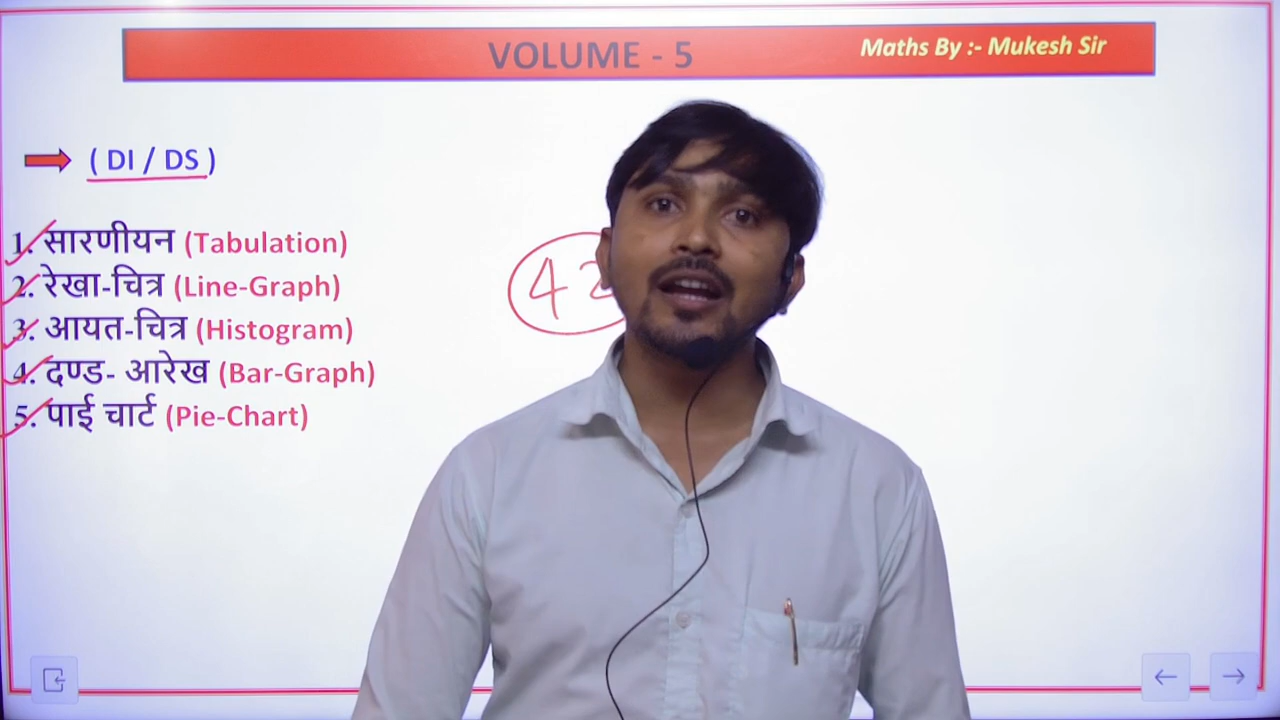 VOLUME - 5
Maths By :- Mukesh Sir
( DI / DS )
1. सारणीयन (Tabulation)
2. रेखा-चित्र (Line-Graph)
3. आयत-चित्र (Histogram)
4. दण्ड- आरेख (Bar-Graph)
5. पाई चार्ट (Pie-Chart)